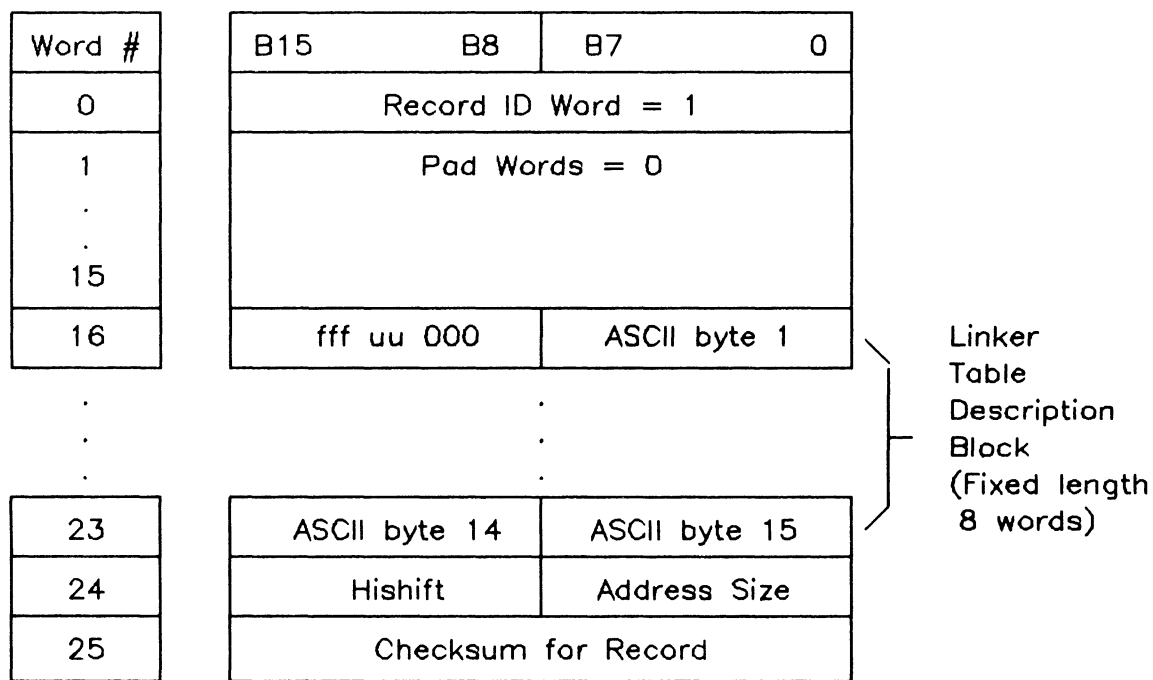 Word # B15 B8 B7 0
0 Record ID Word = 1
1 Pad Words = 0
.
.
15
16 fff uu 000 ASCII byte 1 Linker
Table
. . Description
. . Block
. . (Fixed length
23 ASCII byte 14 ASCII byte 15 8 words)
24 Hishift Address Size
25 Checksum for Record